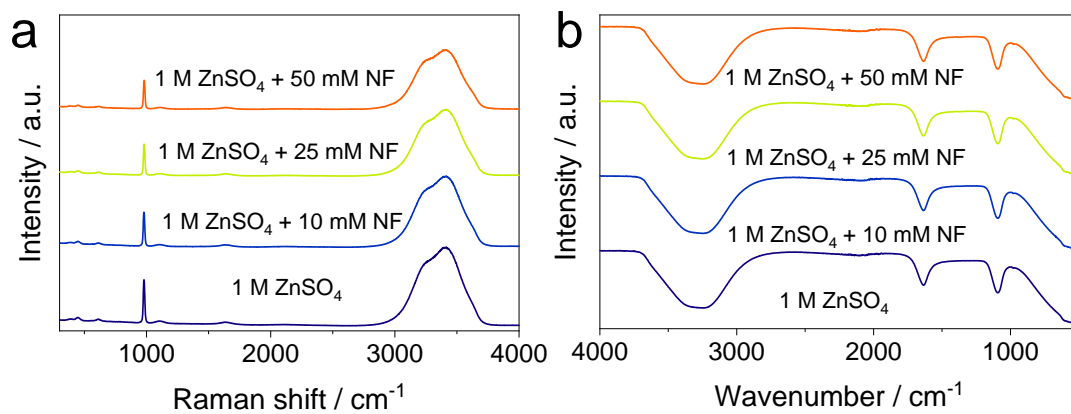 a
Intensity / a.u.
1 M ZnSO₄ + 50 mM NF
1 M ZnSO₄ + 25 mM NF
1 M ZnSO₄ + 10 mM NF
1 M ZnSO₄
1000 2000 3000 4000
Raman shift / cm⁻¹
b
Intensity / a.u.
1 M ZnSO₄ + 50 mM NF
1 M ZnSO₄ + 25 mM NF
1 M ZnSO₄ + 10 mM NF
1 M ZnSO₄
4000 3000 2000 1000
Wavenumber / cm⁻¹